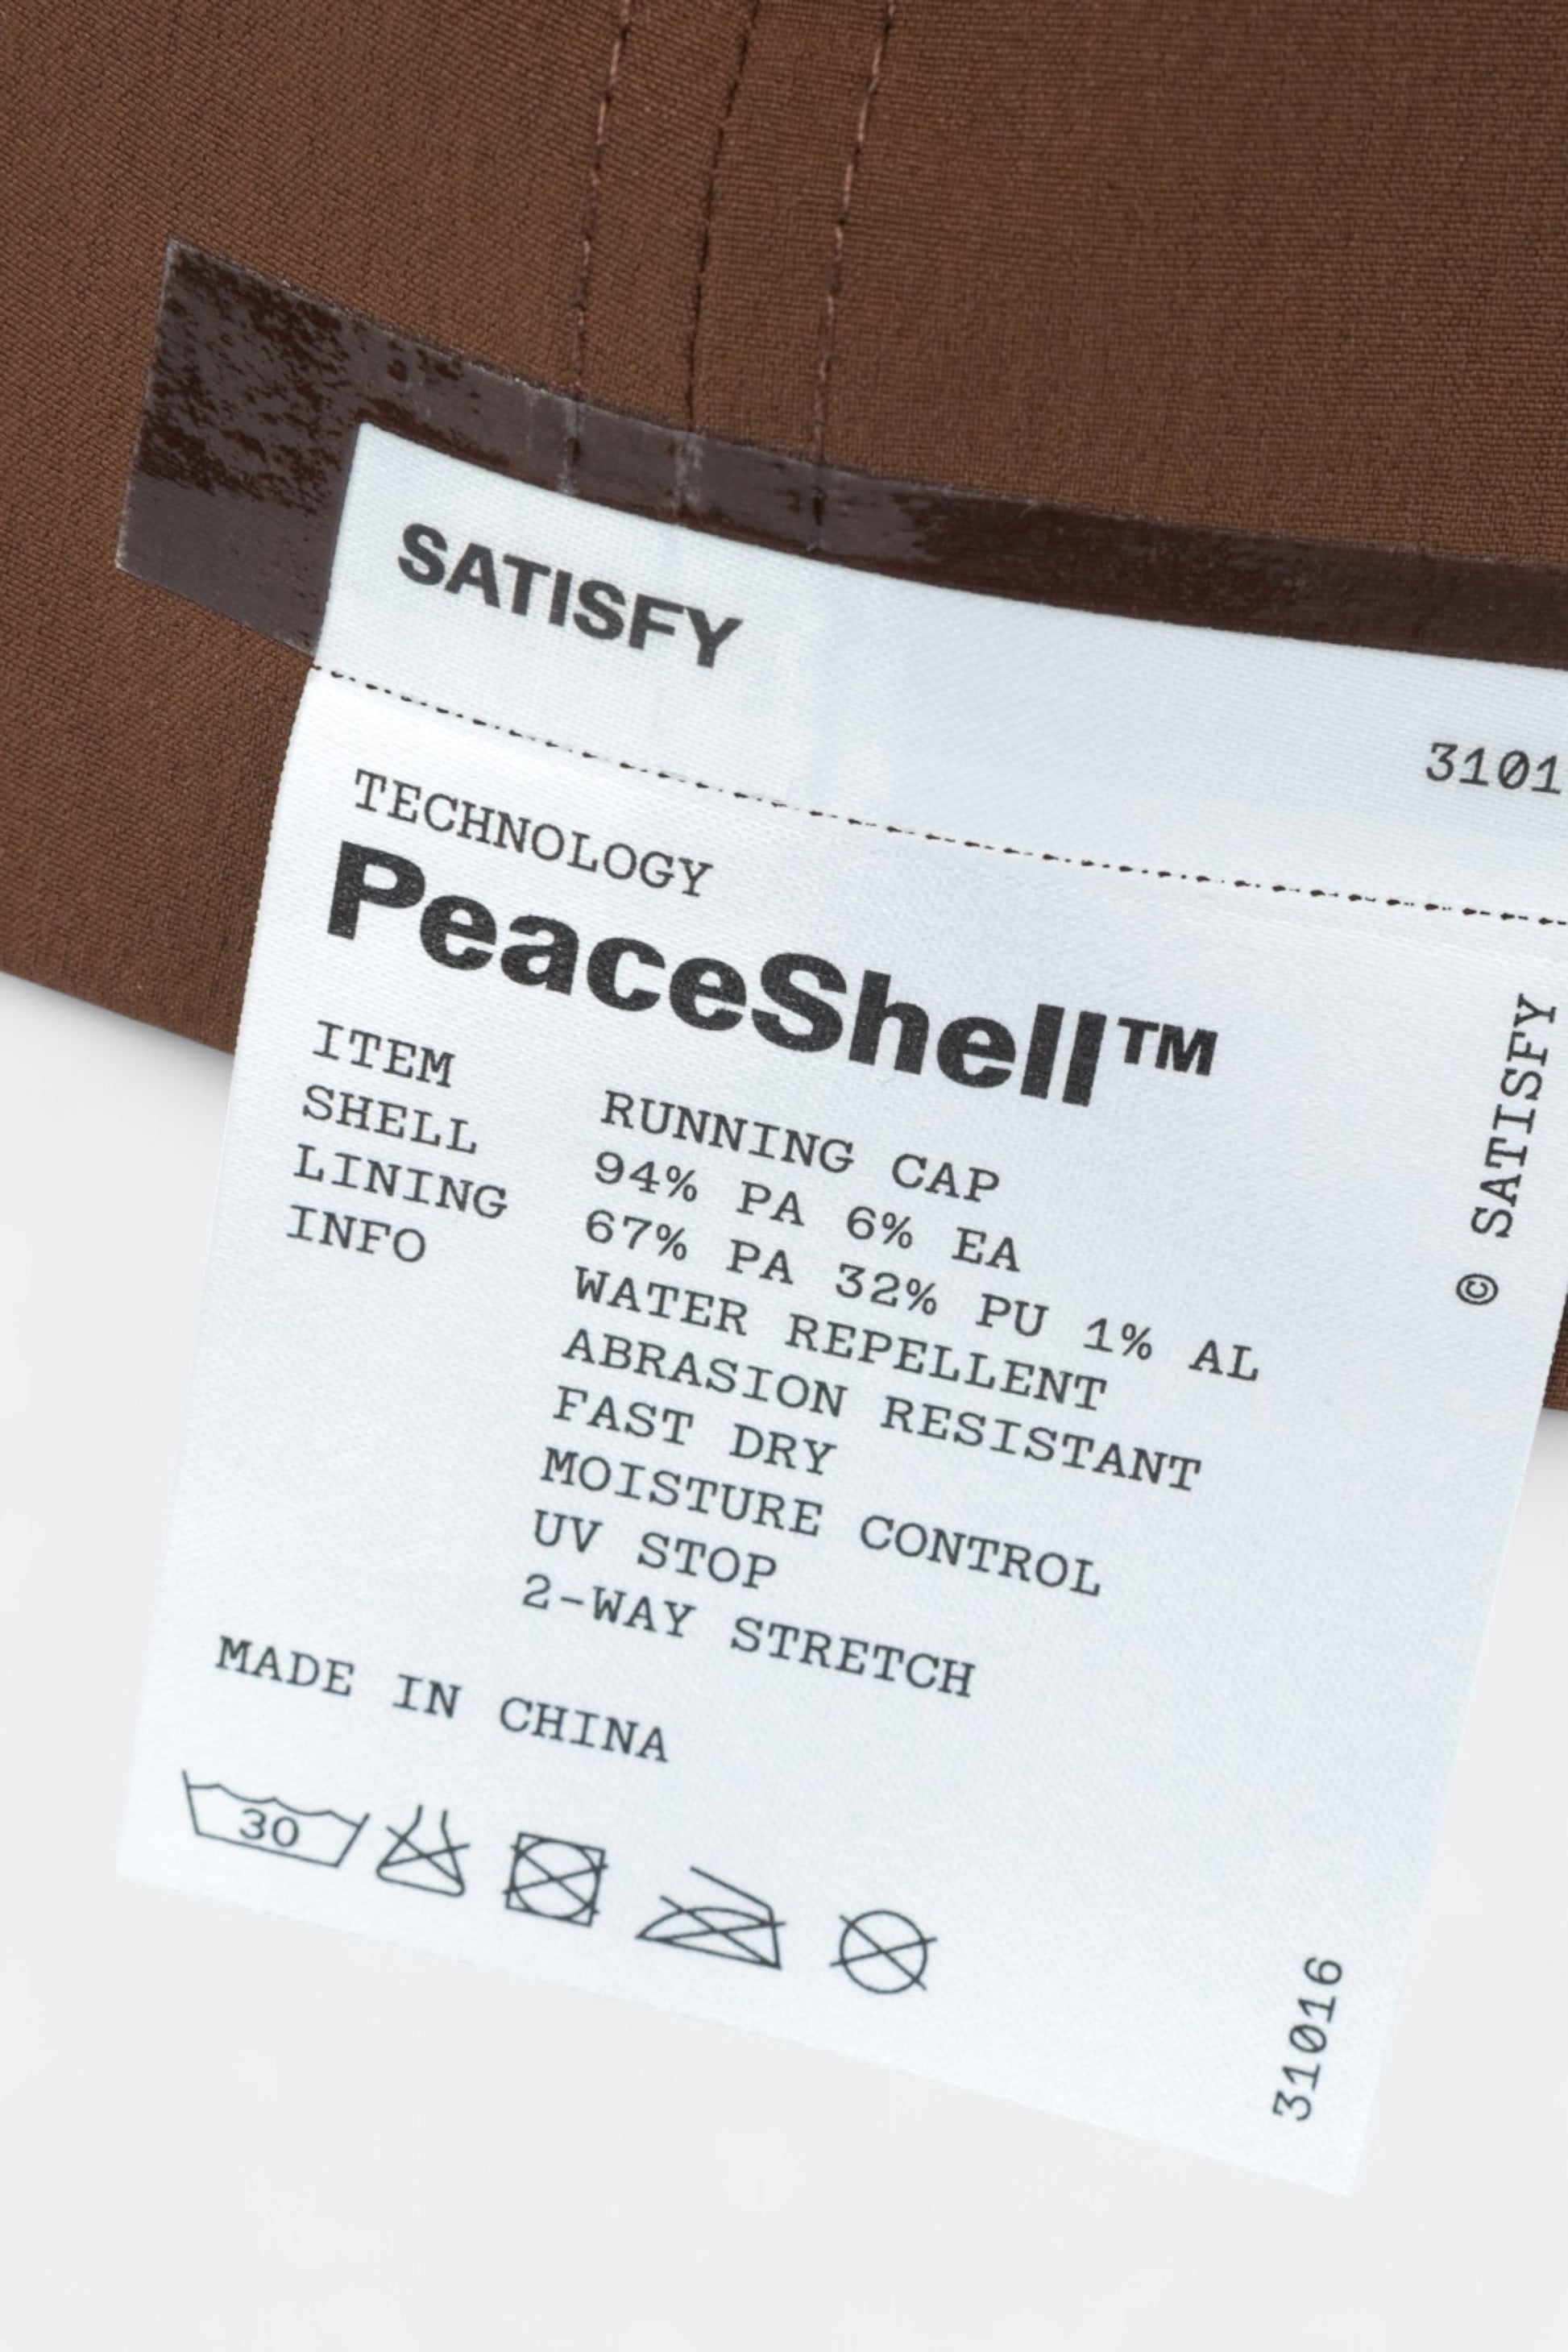 SATISFY
3101
TECHNOLOGY
PeaceShell™
ITEM RUNNING CAP
SHELL 94% PA 6% EA
LINING 67% PA 32% PU 1% AL
INFO WATER REPELLENT
ABRASION RESISTANT
FAST DRY
MOISTURE CONTROL
UV STOP
2-WAY STRETCH
MADE IN CHINA
30
© SATISFY
31016